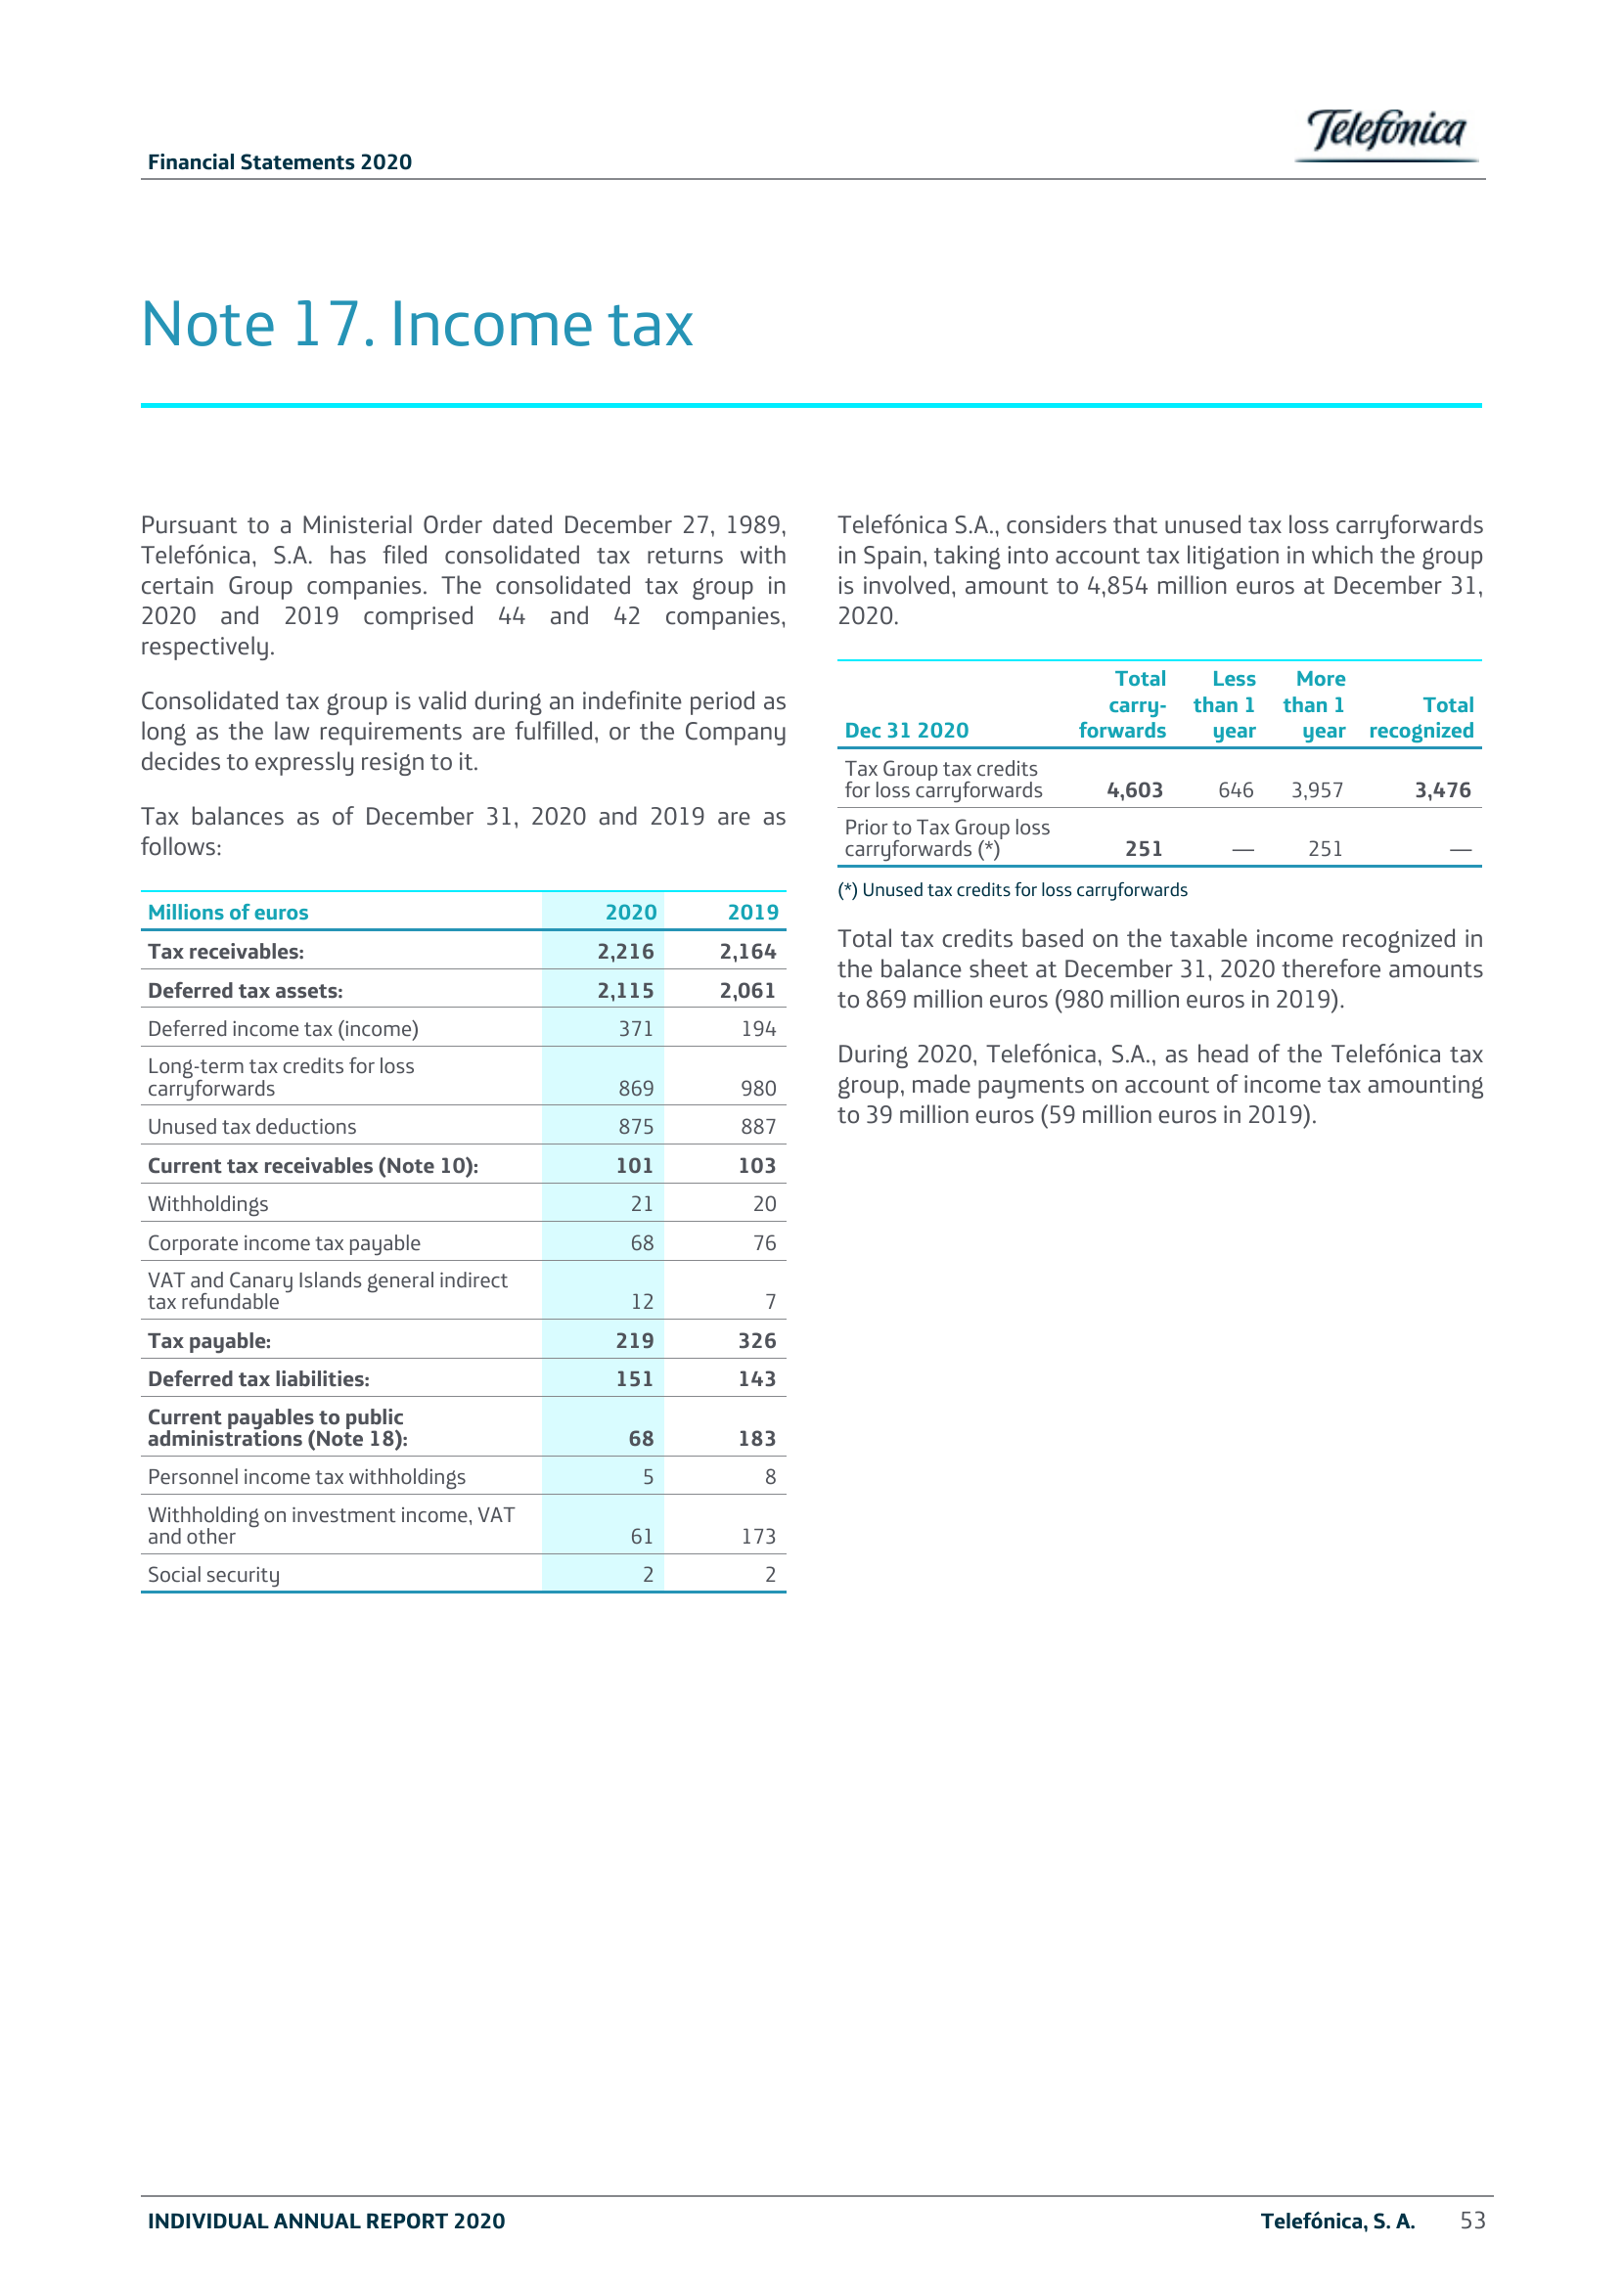 Telefónica
Financial Statements 2020
Note 17. Income tax
Pursuant to a Ministerial Order dated December 27, 1989,
Telefónica, S.A. has filed consolidated tax returns with
certain Group companies. The consolidated tax group in
2020 and 2019 comprised 44 and 42 companies,
respectively.
Consolidated tax group is valid during an indefinite period as
long as the law requirements are fulfilled, or the Company
decides to expressly resign to it.
Tax balances as of December 31, 2020 and 2019 are as
follows:
Millions of euros 2020 2019
Tax receivables: 2,216 2,164
Deferred tax assets: 2,115 2,061
Deferred income tax (income) 371 194
Long-term tax credits for loss
carryforwards 869 980
Unused tax deductions 875 887
Current tax receivables (Note 10): 101 103
Withholdings 21 20
Corporate income tax payable 68 76
VAT and Canary Islands general indirect
tax refundable 12 7
Tax payable: 219 326
Deferred tax liabilities: 151 143
Current payables to public
administrations (Note 18): 68 183
Personnel income tax withholdings 5 8
Withholding on investment income, VAT
and other 61 173
Social security 2 2
Telefónica S.A., considers that unused tax loss carryforwards
in Spain, taking into account tax litigation in which the group
is involved, amount to 4,854 million euros at December 31,
2020.
Total Less More
carry- than 1 than 1 Total
Dec 31 2020 forwards year year recognized
Tax Group tax credits
for loss carryforwards 4,603 646 3,957 3,476
Prior to Tax Group loss
carryforwards (*) 251 — 251 —
(*) Unused tax credits for loss carryforwards
Total tax credits based on the taxable income recognized in
the balance sheet at December 31, 2020 therefore amounts
to 869 million euros (980 million euros in 2019).
During 2020, Telefónica, S.A., as head of the Telefónica tax
group, made payments on account of income tax amounting
to 39 million euros (59 million euros in 2019).
INDIVIDUAL ANNUAL REPORT 2020 Telefónica, S. A. 53